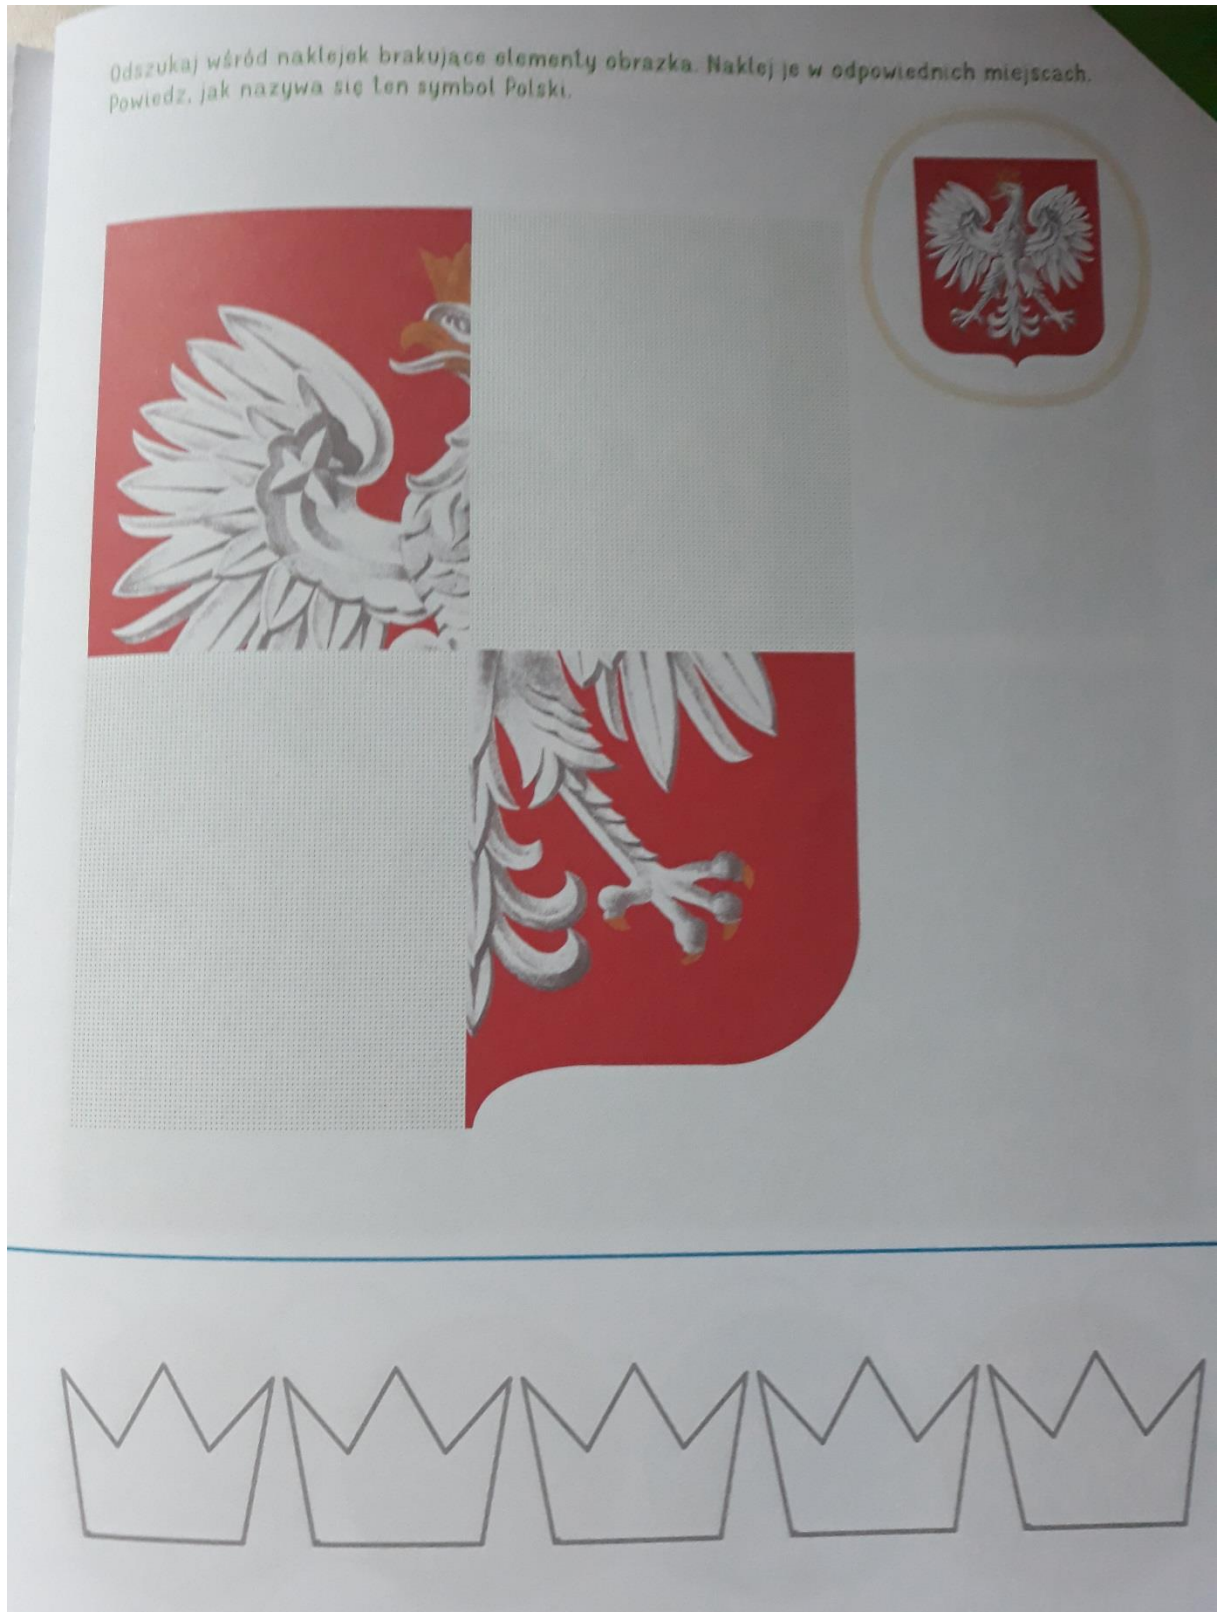 Odszukaj wśród naklejek brakujące elementy obrazka. Naklej je w odpowiednich miejscach.
Powiedz, jak nazywa się ten symbol Polski.